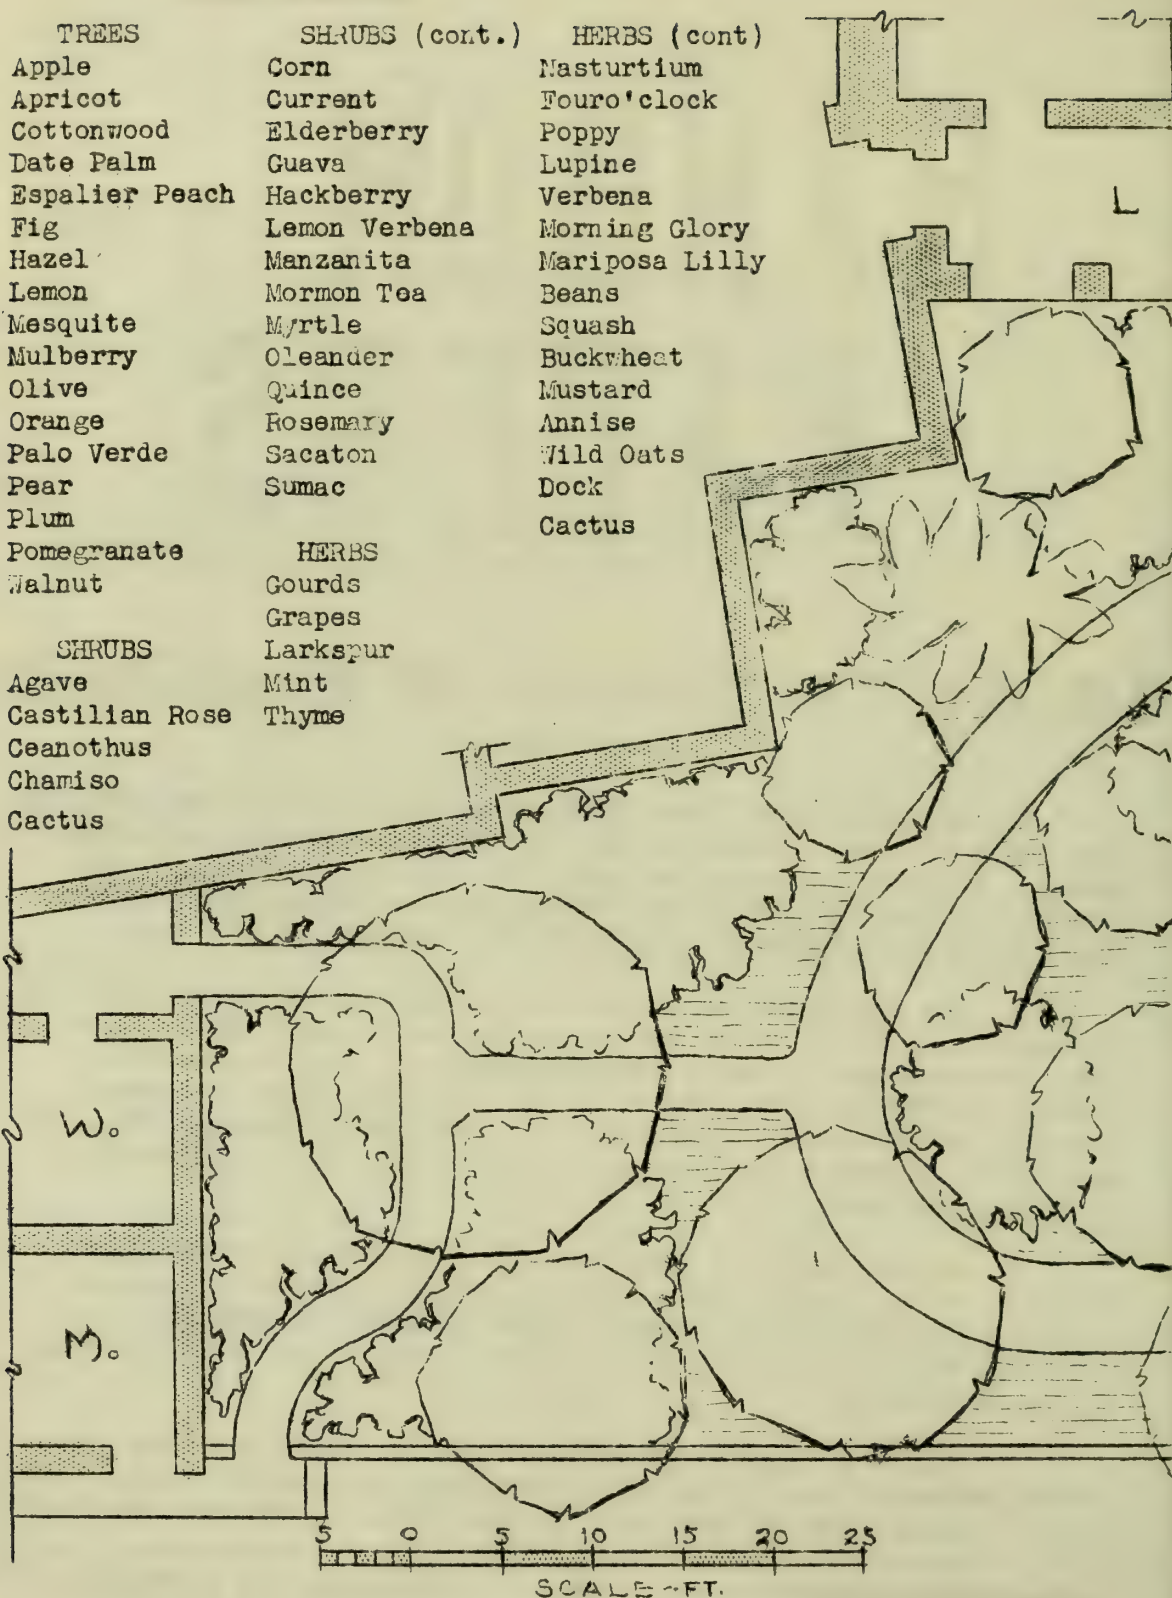 TREES
Apple
Apricot
Cottonwood
Date Palm
Espalier Peach
Fig
Hazel
Lemon
Mesquite
Mulberry
Olive
Orange
Palo Verde
Pear
Plum
Pomegranate
Walnut
SHRUBS
Agave
Castilian Rose
Ceanothus
Chamiso
Cactus
SHRUBS (cont.)
Corn
Current
Elderberry
Guava
Hackberry
Lemon Verbena
Manzanita
Mormon Tea
Myrtle
Oleander
Quince
Rosemary
Sacaton
Sumac
HERBS
Gourds
Grapes
Larkspur
Mint
Thyme
HERBS (cont)
Nasturtium
Fouro'clock
Poppy
Lupine
Verbena
Morning Glory
Mariposa Lilly
Beans
Squash
Buckwheat
Mustard
Annise
Wild Oats
Dock
Cactus
L
W.
M.
5 0 5 10 15 20 25
SCALE-FT.